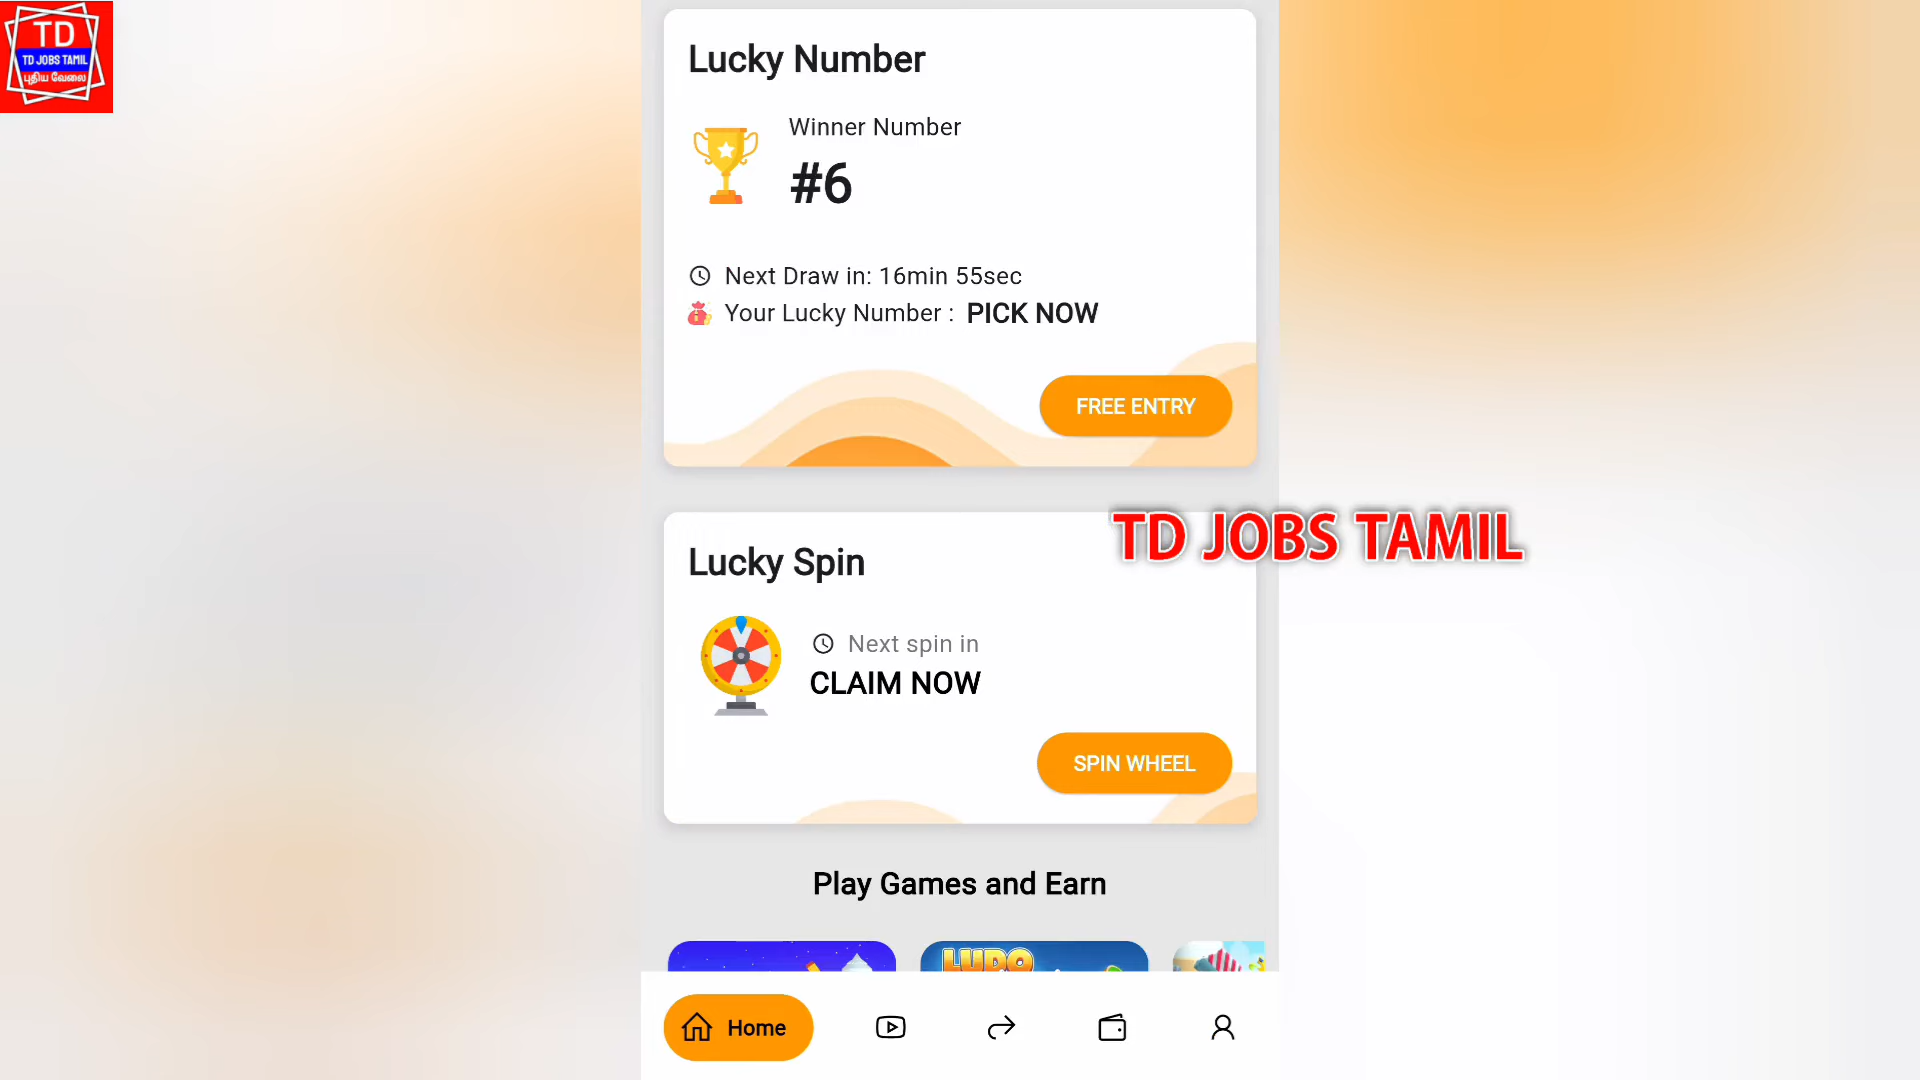 TD
TD JOBS TAMIL
புதிய வேலை
Lucky Number
Winner Number
#6
Next Draw in: 16min 55sec
Your Lucky Number : PICK NOW
FREE ENTRY
TD JOBS TAMIL
Lucky Spin
Next spin in
CLAIM NOW
SPIN WHEEL
Play Games and Earn
LUDO
Home